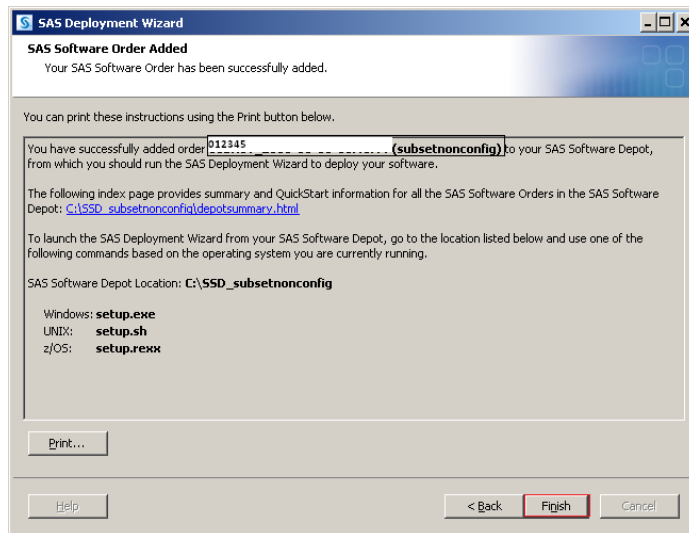 SAS Deployment Wizard
SAS Software Order Added
Your SAS Software Order has been successfully added.
You can print these instructions using the Print button below.
You have successfully added order 012345 (subsetnonconfig) to your SAS Software Depot,
from which you should run the SAS Deployment Wizard to deploy your software.
The following index page provides summary and QuickStart information for all the SAS Software Orders in the SAS Software
Depot: C:\SSD_subsetnonconfig\depotsummary.html
To launch the SAS Deployment Wizard from your SAS Software Depot, go to the location listed below and use one of the
following commands based on the operating system you are currently running.
SAS Software Depot Location: C:\SSD_subsetnonconfig
Windows: setup.exe
UNIX: setup.sh
z/OS: setup.rexx
Print...
Help < Back Finish Cancel